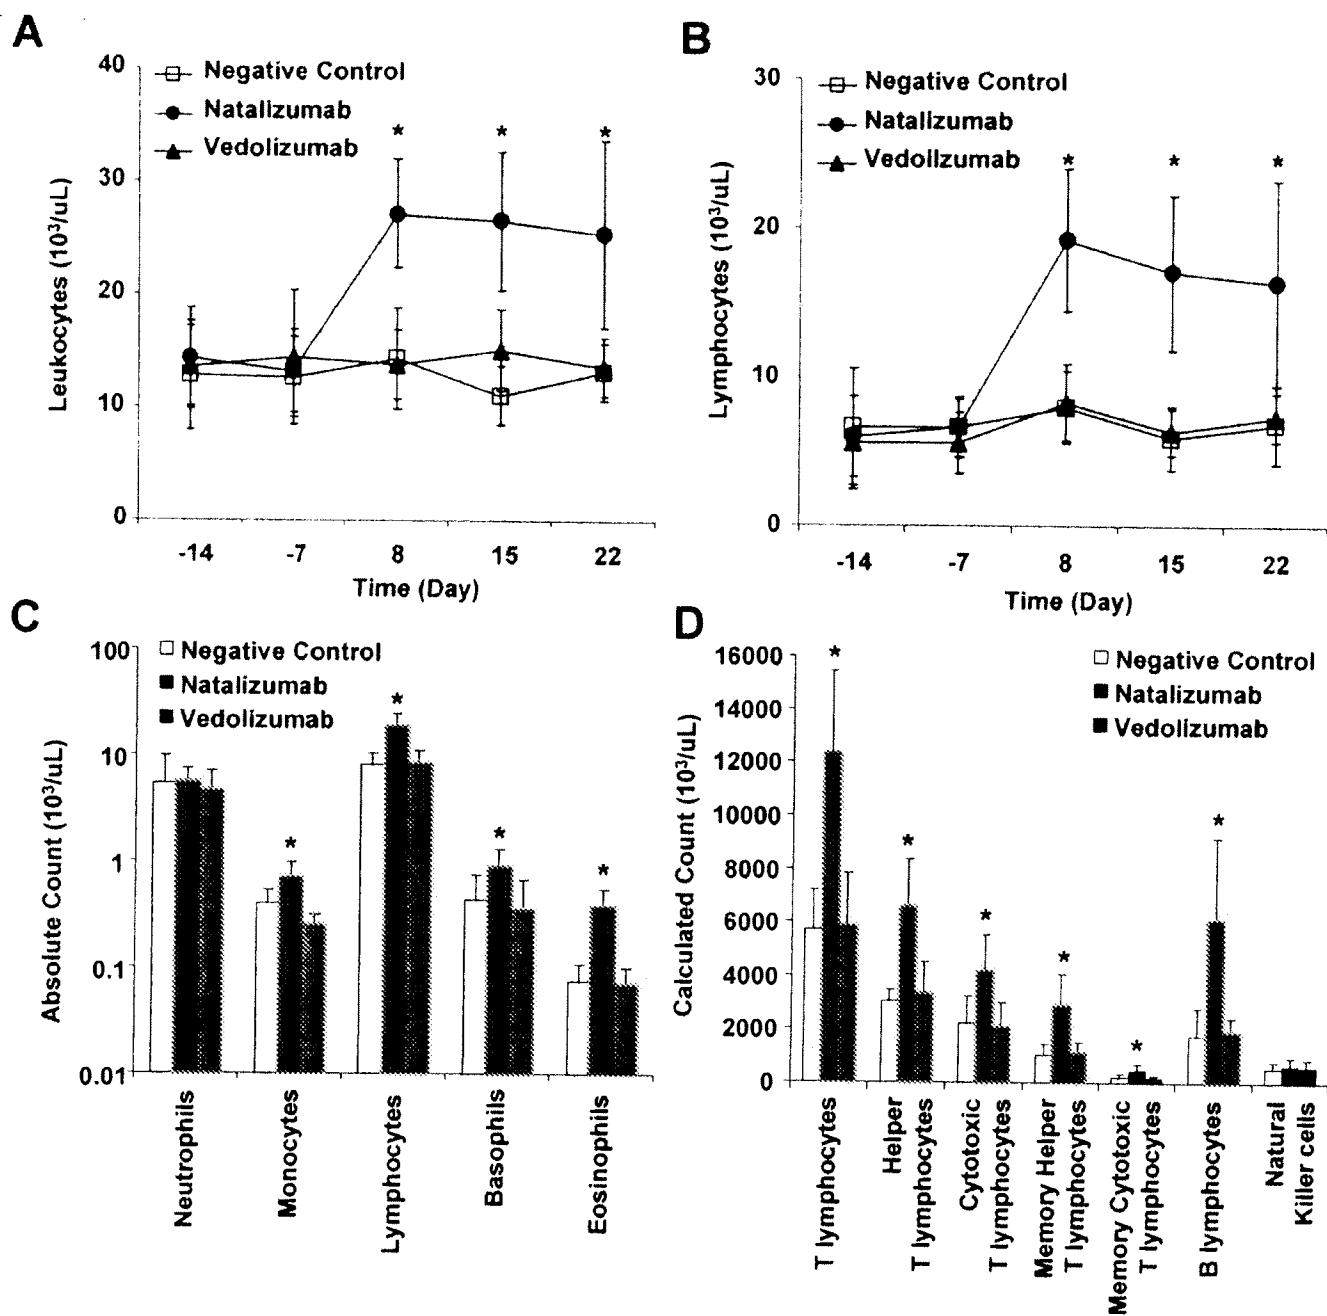 A
40
30
20
10
0
Leukocytes (10³/uL)
Negative Control
Natalizumab
Vedolizumab
* * *
-14 -7 8 15 22
Time (Day)
B
30
20
10
0
Lymphocytes (10³/uL)
Negative Control
Natalizumab
Vedolizumab
* * *
-14 -7 8 15 22
Time (Day)
C
100
10
1
0.1
0.01
Absolute Count (10³/uL)
Negative Control
Natalizumab
Vedolizumab
* * * *
Neutrophils
Monocytes
Lymphocytes
Basophils
Eosinophils
D
16000
14000
12000
10000
8000
6000
4000
2000
0
Calculated Count (10³/uL)
Negative Control
Natalizumab
Vedolizumab
* * * * * *
T lymphocytes
Helper
T lymphocytes
Cytotoxic
T lymphocytes
Memory Helper
T lymphocytes
Memory Cytotoxic
T lymphocytes
B lymphocytes
Natural
Killer cells